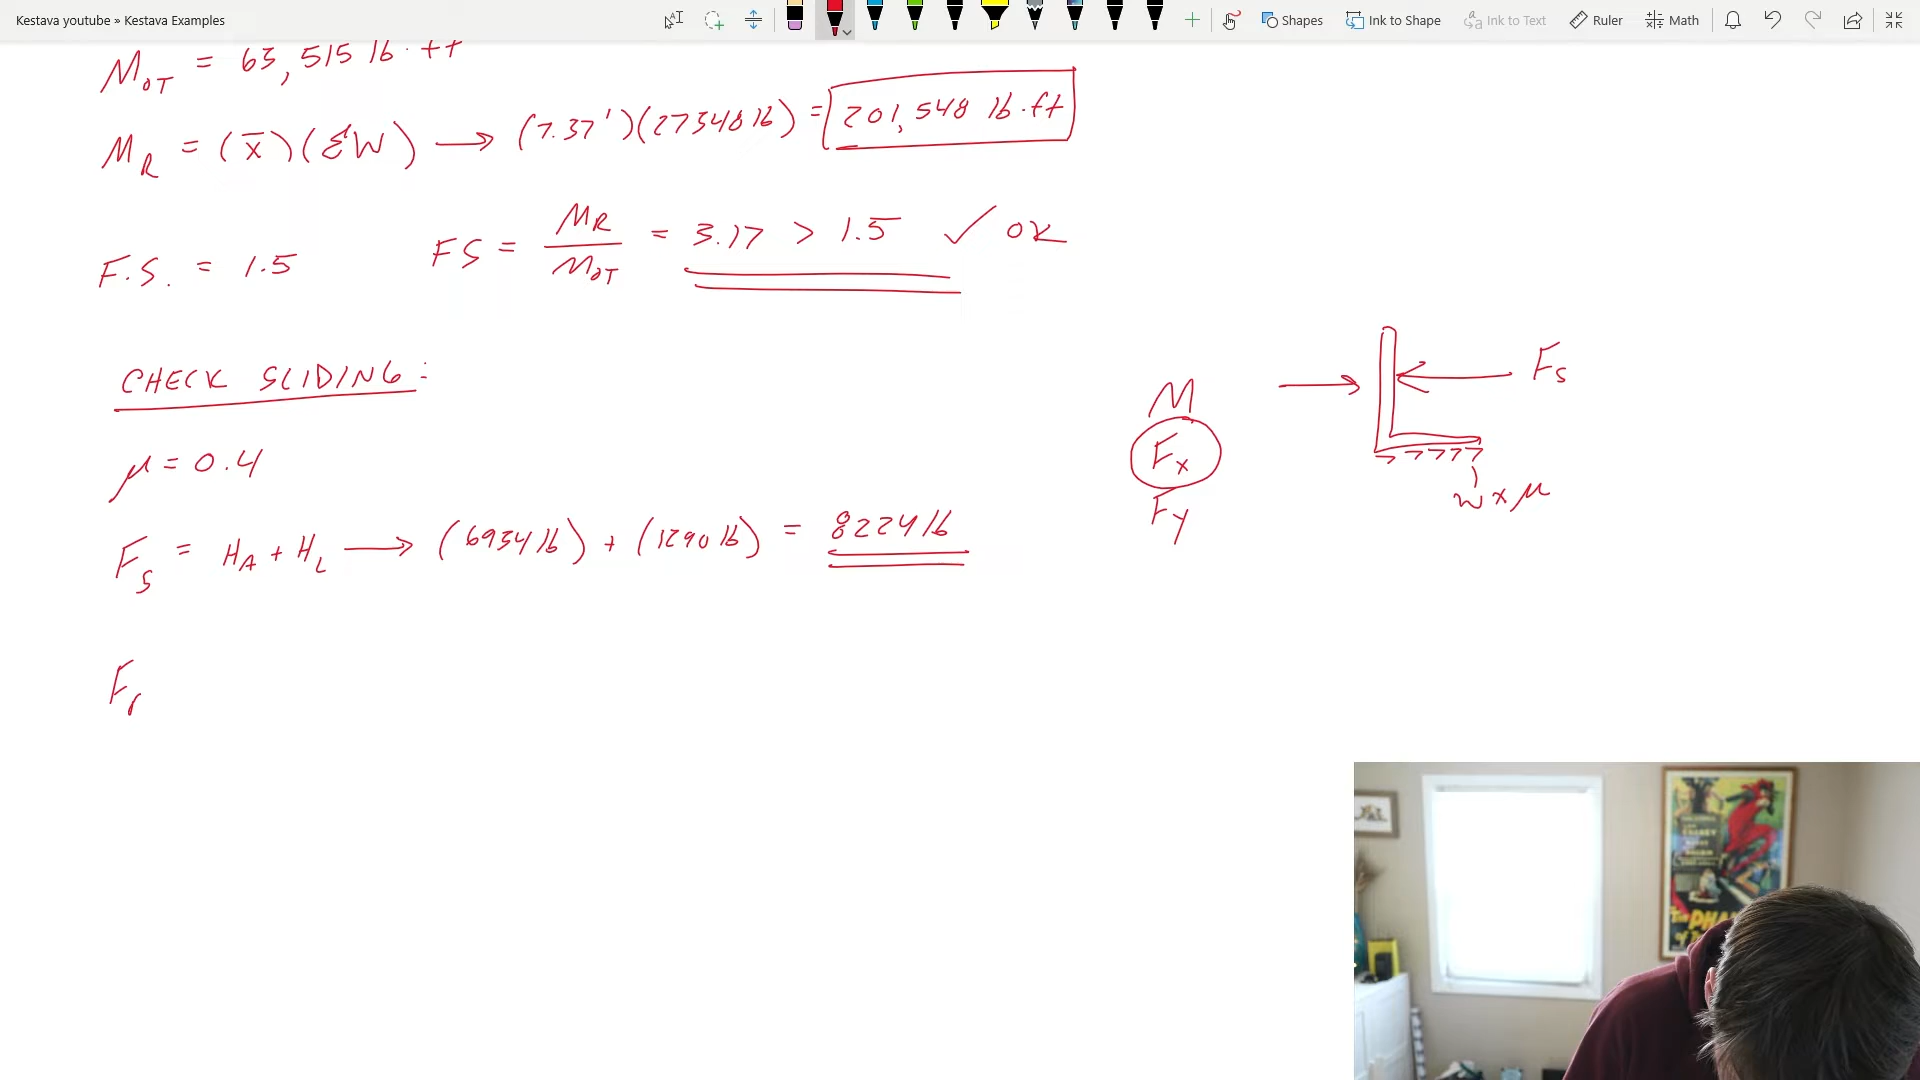 Kestava youtube » Kestava Examples
Shapes
Ink to Shape
Ink to Text
Ruler
Math
M_OT = 63,515 lb·ft
M_R = (x̄)(ΣW) → (7.37')(27348 lb) = 201,548 lb·ft
F.S. = 1.5
FS = M_R / M_OT = 3.17 > 1.5 ✓ OK
CHECK SLIDING:
μ = 0.4
F_S = H_A + H_L → (6934 lb) + (1290 lb) = 8224 lb
F_r
M
F_x
F_y
F_S
W x μ
THE PHA